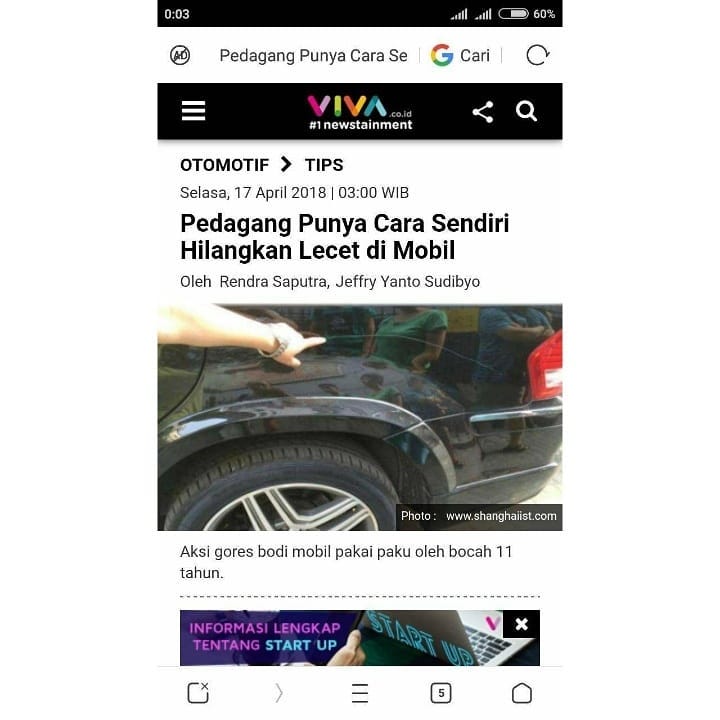 0:03
60%
AD
Pedagang Punya Cara Se
G Cari
VIVA.co.id
#1 newstainment
OTOMOTIF > TIPS
Selasa, 17 April 2018 | 03:00 WIB
Pedagang Punya Cara Sendiri
Hilangkan Lecet di Mobil
Oleh Rendra Saputra, Jeffry Yanto Sudibyo
Photo : www.shanghaiist.com
Aksi gores bodi mobil pakai paku oleh bocah 11
tahun.
INFORMASI LENGKAP
TENTANG START UP
START UP
V
5